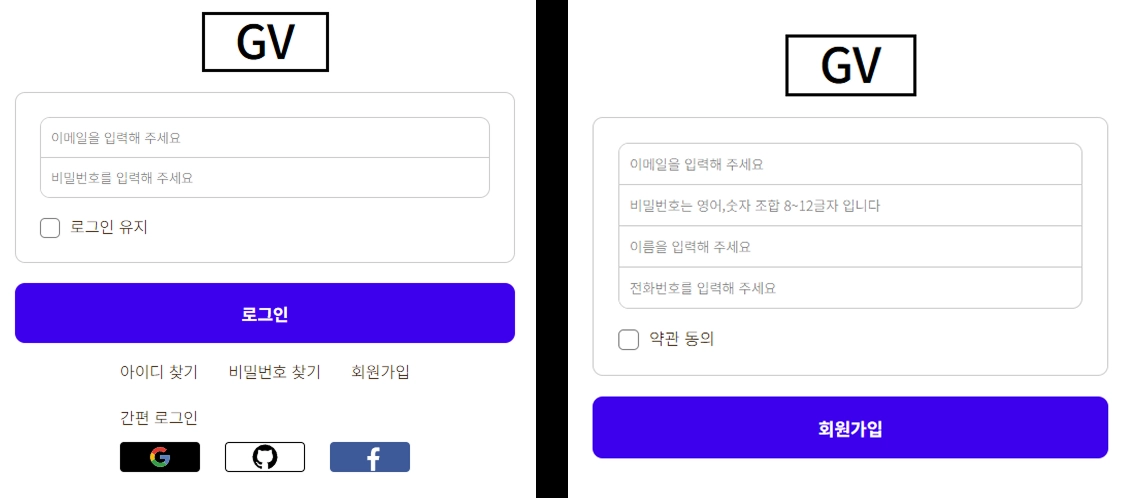 GV
이메일을 입력해 주세요
비밀번호를 입력해 주세요
로그인 유지
로그인
아이디 찾기 비밀번호 찾기 회원가입
간편 로그인
GV
이메일을 입력해 주세요
비밀번호는 영어,숫자 조합 8~12글자 입니다
이름을 입력해 주세요
전화번호를 입력해 주세요
약관 동의
회원가입